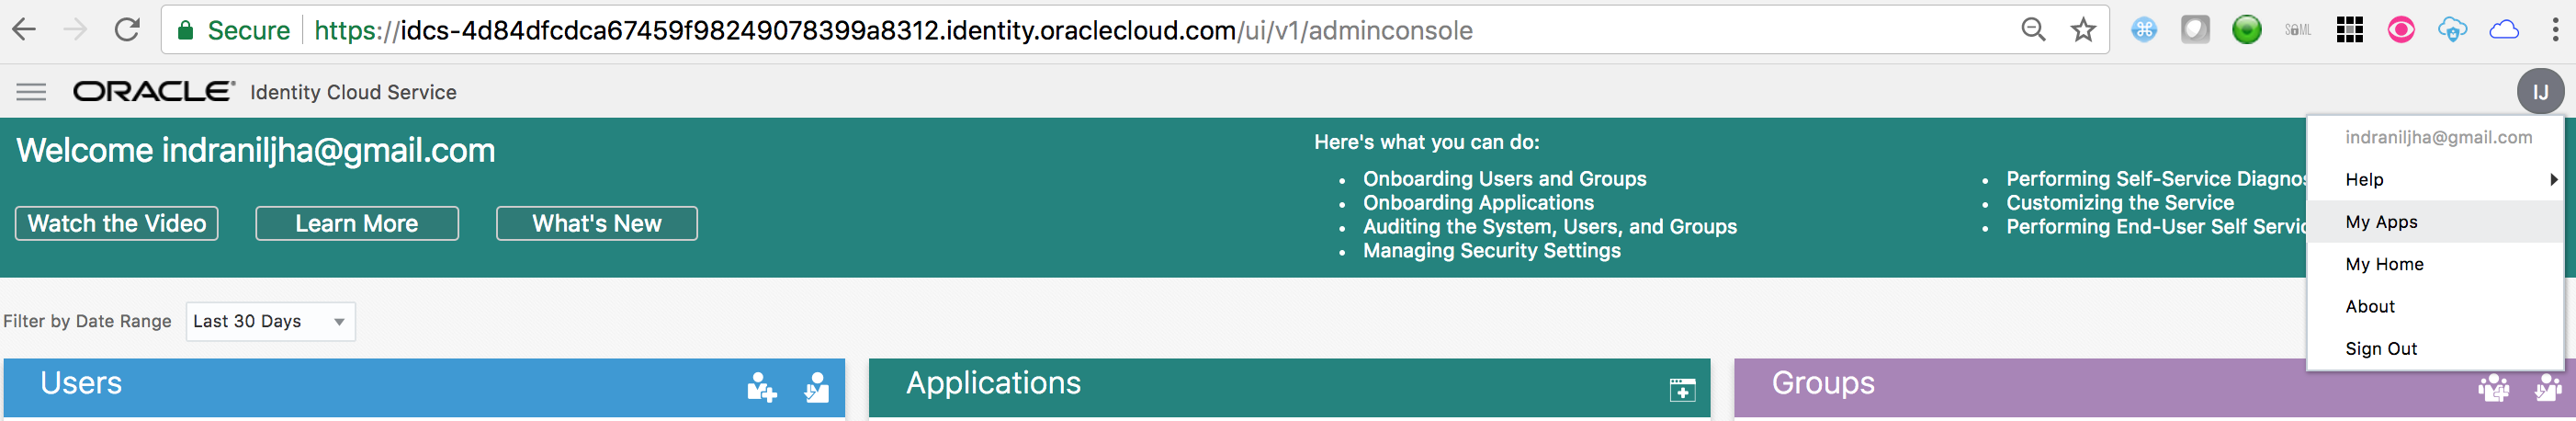 Secure https://idcs-4d84dfcdca67459f98249078399a8312.identity.oraclecloud.com/ui/v1/adminconsole
SAML
ORACLE Identity Cloud Service
IJ
Welcome indraniljha@gmail.com
Watch the Video Learn More What's New
Here's what you can do:
• Onboarding Users and Groups
• Onboarding Applications
• Auditing the System, Users, and Groups
• Managing Security Settings
• Performing Self-Service Diagnos
• Customizing the Service
• Performing End-User Self Servic
indraniljha@gmail.com
Help
My Apps
My Home
About
Sign Out
Filter by Date Range Last 30 Days
Users
Applications
Groups